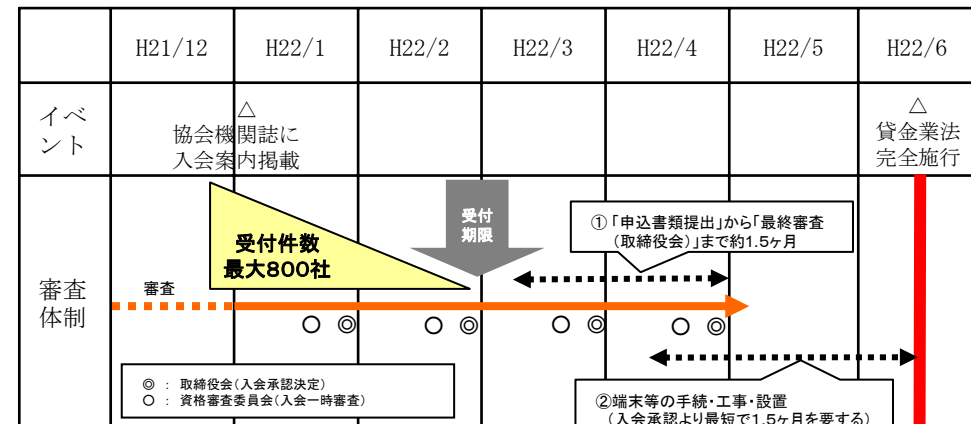 H21/12 H22/1 H22/2 H22/3 H22/4 H22/5 H22/6
イベ
ント
△
協会機関誌に
入会案内掲載
△
貸金業法
完全施行
審査
体制
受付件数
最大800社
受付
期限
①「申込書類提出」から「最終審査
（取締役会）」まで約1.5ヶ月
審査
○ ◎ ○ ◎ ○ ◎ ○ ◎
◎ ： 取締役会（入会承認決定）
○ ： 資格審査委員会（入会一時審査）
②端末等の手続・工事・設置
（入会承認より最短で1.5ヶ月を要する）